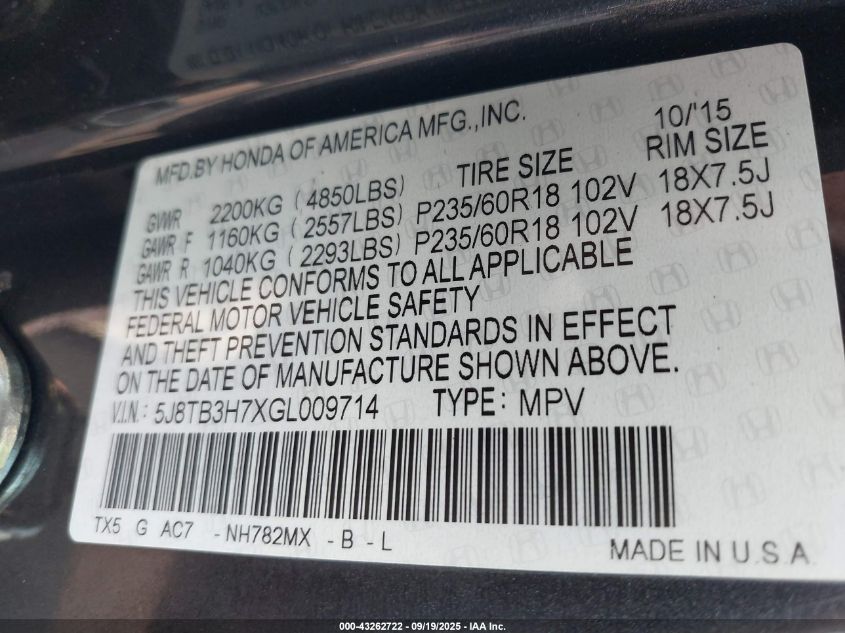 MFD.BY HONDA OF AMERICA MFG.,INC. 10/'15
TIRE SIZE RIM SIZE
GVWR 2200KG (4850LBS)
GAWR F 1160KG (2557LBS) P235/60R18 102V 18X7.5J
GAWR R 1040KG (2293LBS) P235/60R18 102V 18X7.5J
THIS VEHICLE CONFORMS TO ALL APPLICABLE
FEDERAL MOTOR VEHICLE SAFETY
AND THEFT PREVENTION STANDARDS IN EFFECT
ON THE DATE OF MANUFACTURE SHOWN ABOVE.
V.I.N.: 5J8TB3H7XGL009714 TYPE: MPV
TX5 G AC7 -NH782MX -B -L
MADE IN U.S.A
000-43262722 - 09/19/2025 - IAA Inc.